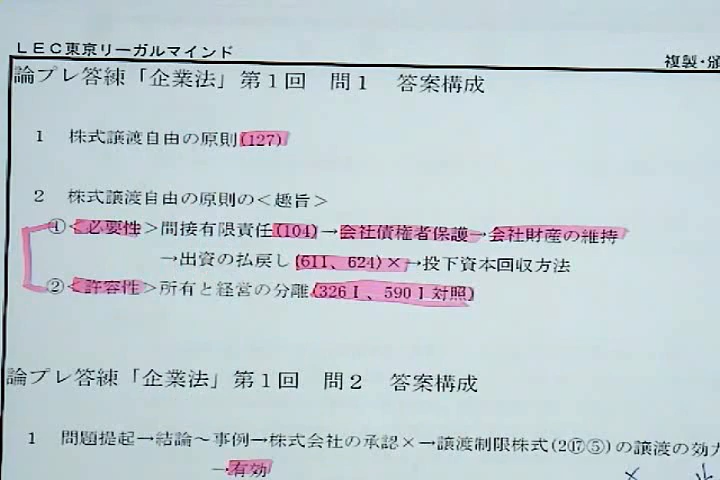 LEC東京リーガルマインド
複製・頒
論プレ答練「企業法」第1回 問1 答案構成
1 株式譲渡自由の原則(127)
2 株式譲渡自由の原則の<趣旨>
①<必要性>間接有限責任(104)→会社債権者保護→会社財産の維持
→出資の払戻し(611、624)×→投下資本回収方法
②<許容性>所有と経営の分離(326Ⅰ、590Ⅰ対照)
論プレ答練「企業法」第1回 問2 答案構成
1 問題提起→結論~事例→株式会社の承認×→譲渡制限株式(2⑰⑤)の譲渡の効力
→有効